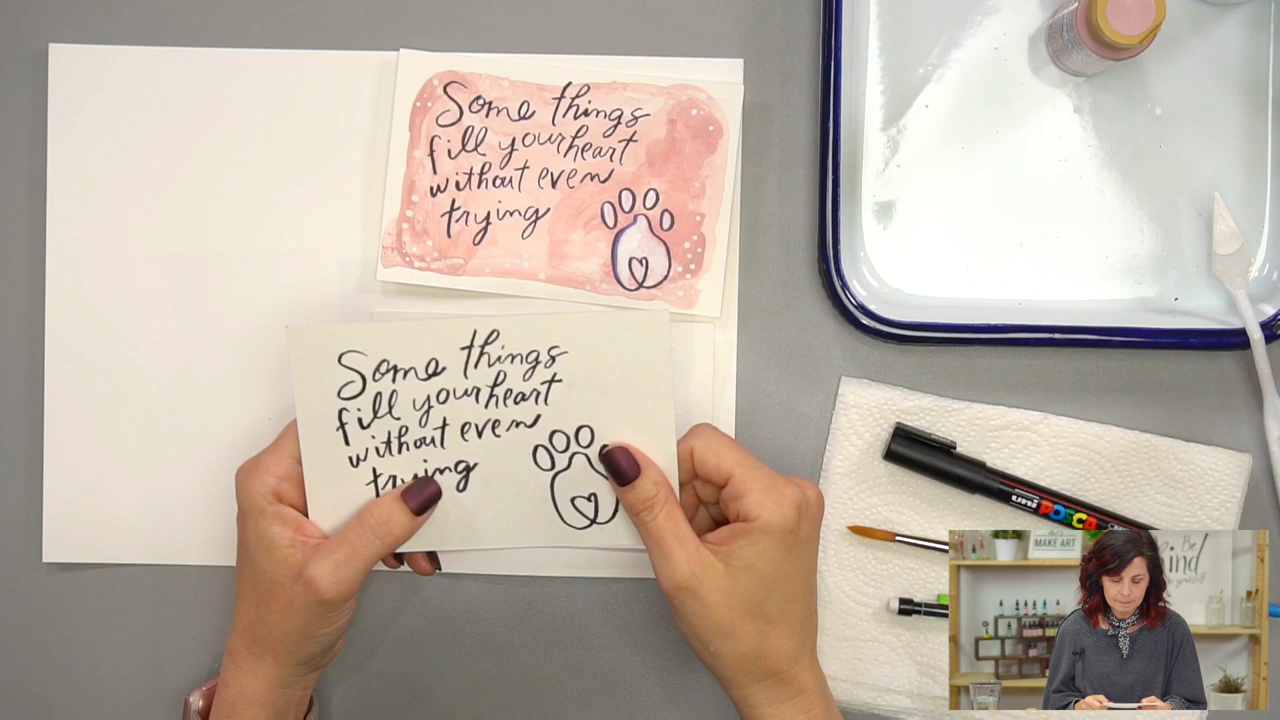 Some things
fill your heart
without even
trying
Some things
fill your heart
without even
trying
uni POSCA
MAKE ART
Be
kind